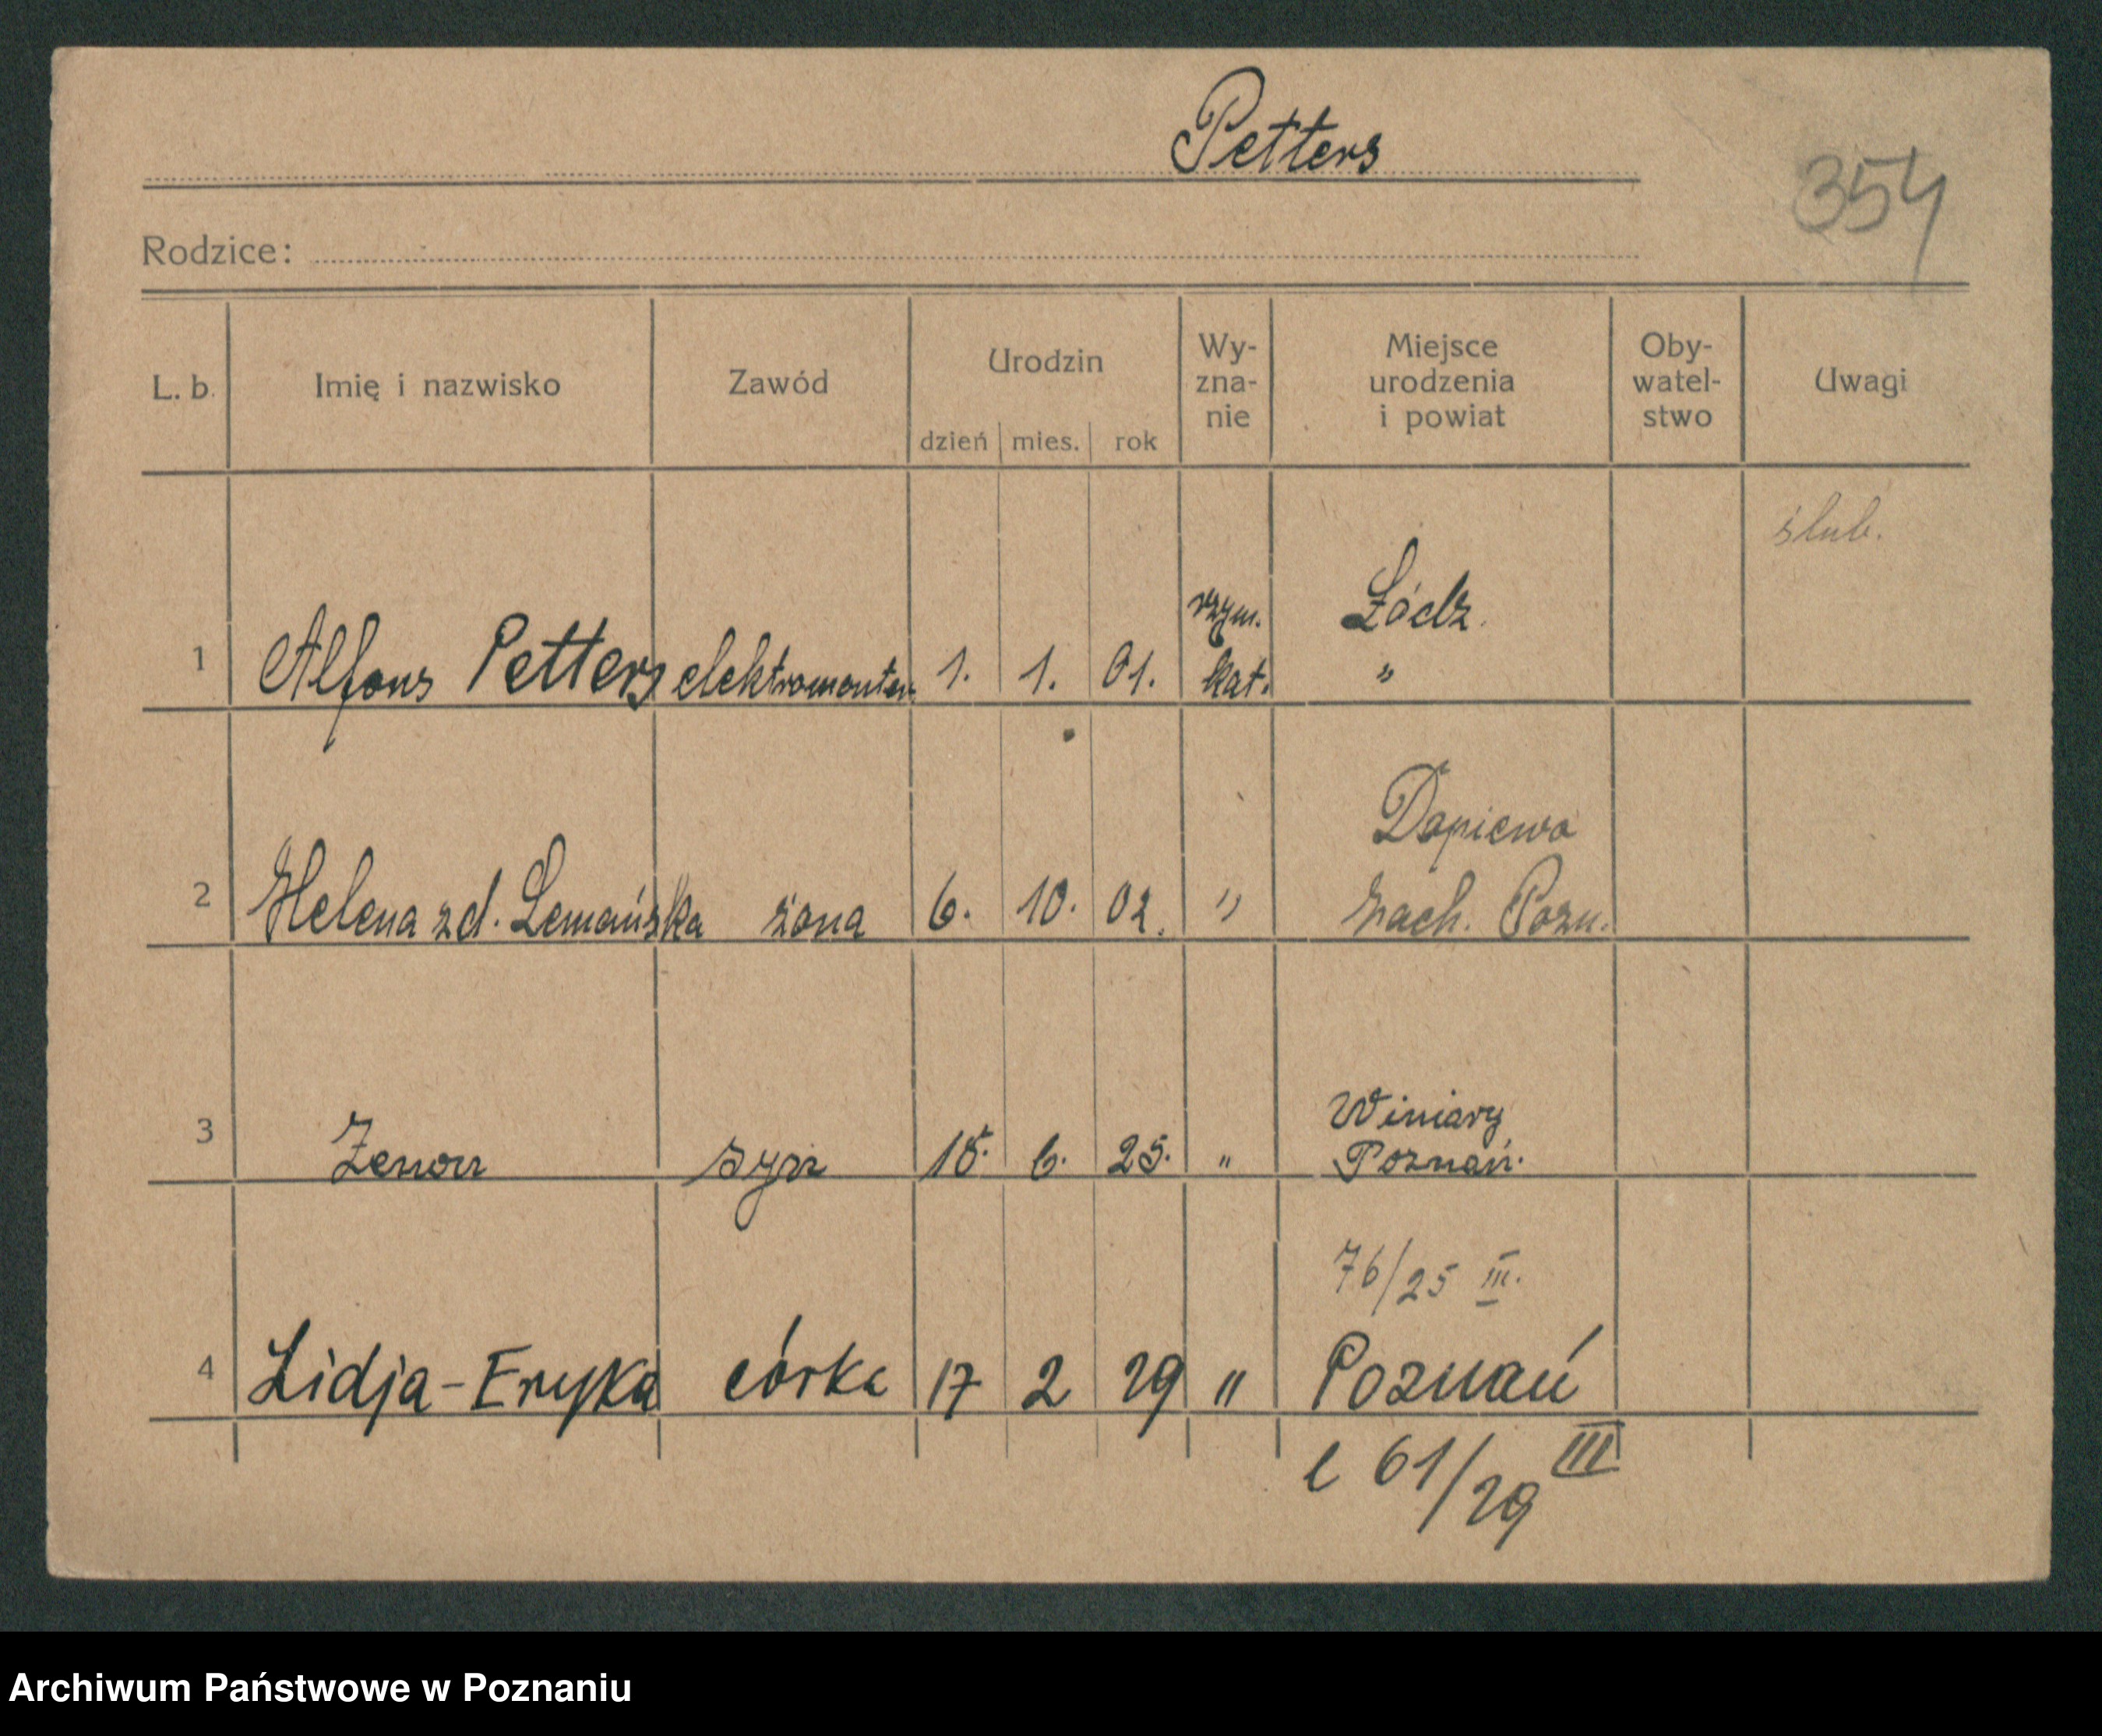 Petters
354
Rodzice:
L. b. Imię i nazwisko Zawód Urodzin dzień mies. rok Wy-zna-nie Miejsce urodzenia i powiat Oby-watel-stwo Uwagi
ślub.
1 Alfons Petters elektromonter 1. 1. 01. rzym. kat. Łódz. "
2 Helena zd. Lemańska żona 6. 10. 02. " Dopiewo Zach. Pozn.
3 Zenon syn 15. 6. 25. " Winiary Poznań.
76/25 III.
4 Lidja-Eryka córka 17 2 29 " Poznań
l 61/29 III
Archiwum Państwowe w Poznaniu